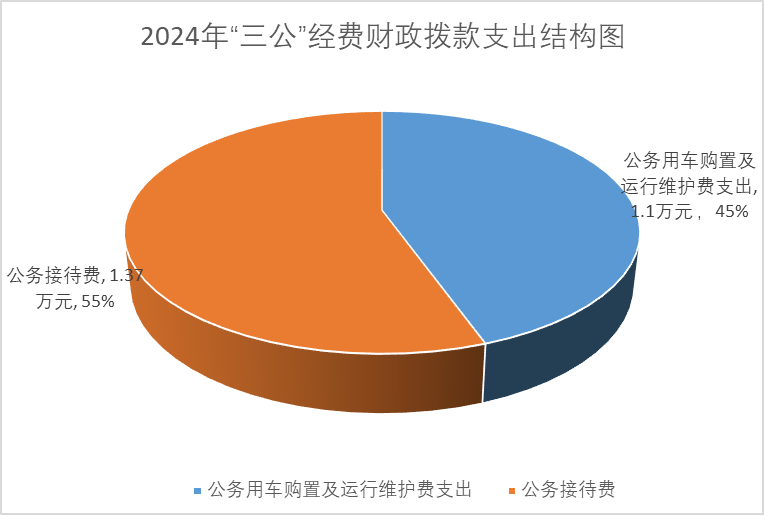 2024年“三公”经费财政拨款支出结构图
公务用车购置及
运行维护费支出,
1.1万元 ，45%
公务接待费, 1.37
万元, 55%
公务用车购置及运行维护费支出
公务接待费